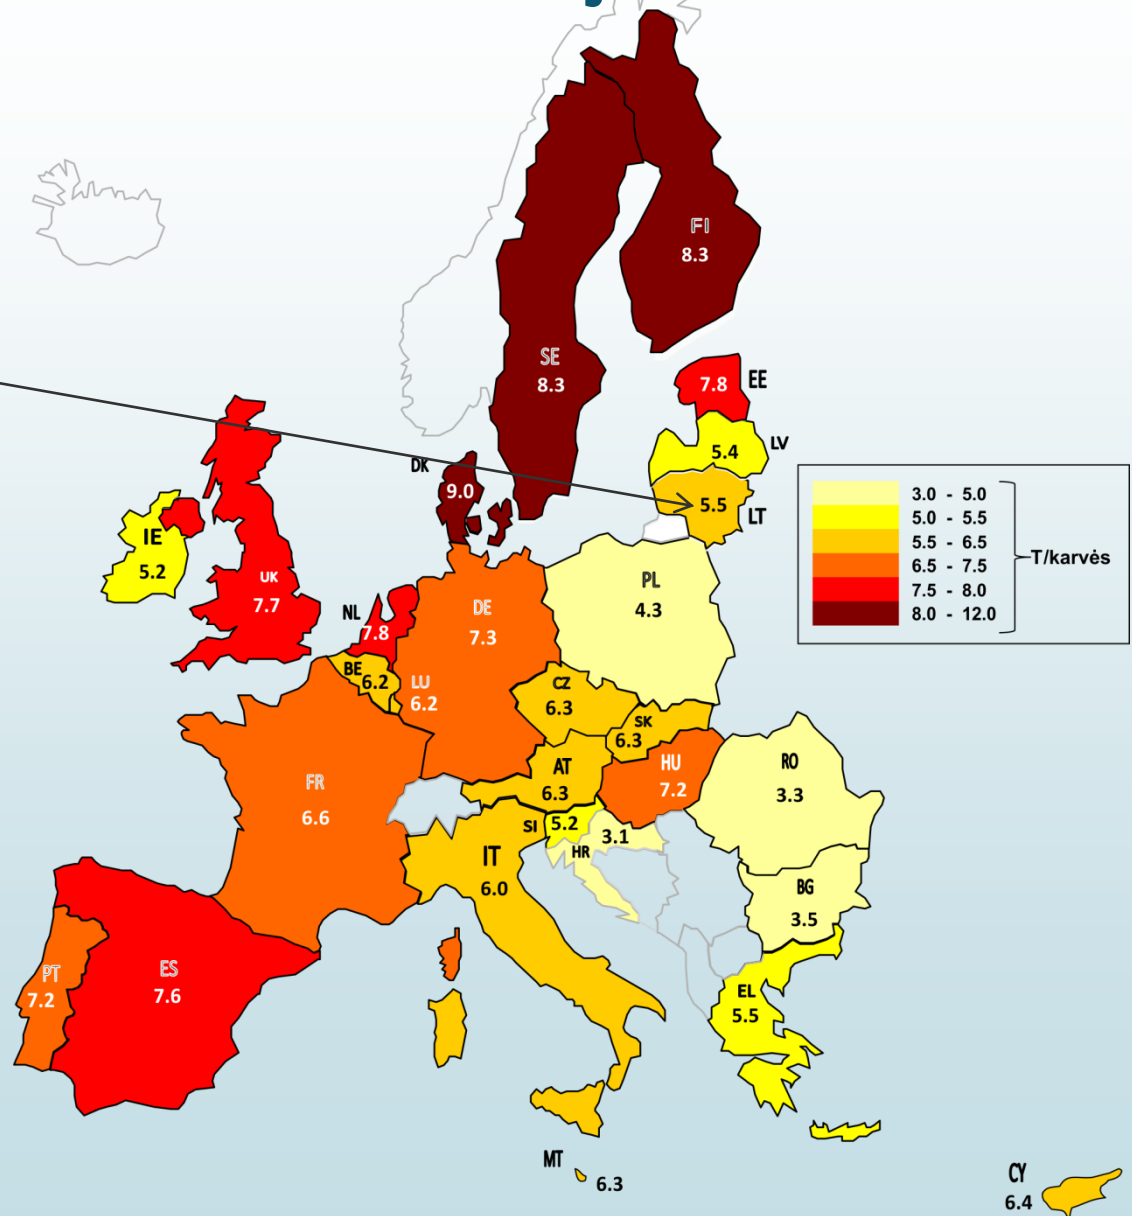 FI
8.3
SE
8.3
7.8 EE
5.4 LV
5.5 LT
DK
9.0
IE
5.2
UK
7.7
NL
7.8
DE
7.3
PL
4.3
BE
6.2
LU
6.2
CZ
6.3
SK
6.3
AT
6.3
HU
7.2
RO
3.3
FR
6.6
SI 5.2
HR 3.1
IT
6.0
BG
3.5
PT
7.2
ES
7.6
EL
5.5
MT
6.3
CY
6.4
3.0 - 5.0
5.0 - 5.5
5.5 - 6.5
6.5 - 7.5
7.5 - 8.0
8.0 - 12.0
T/karvės